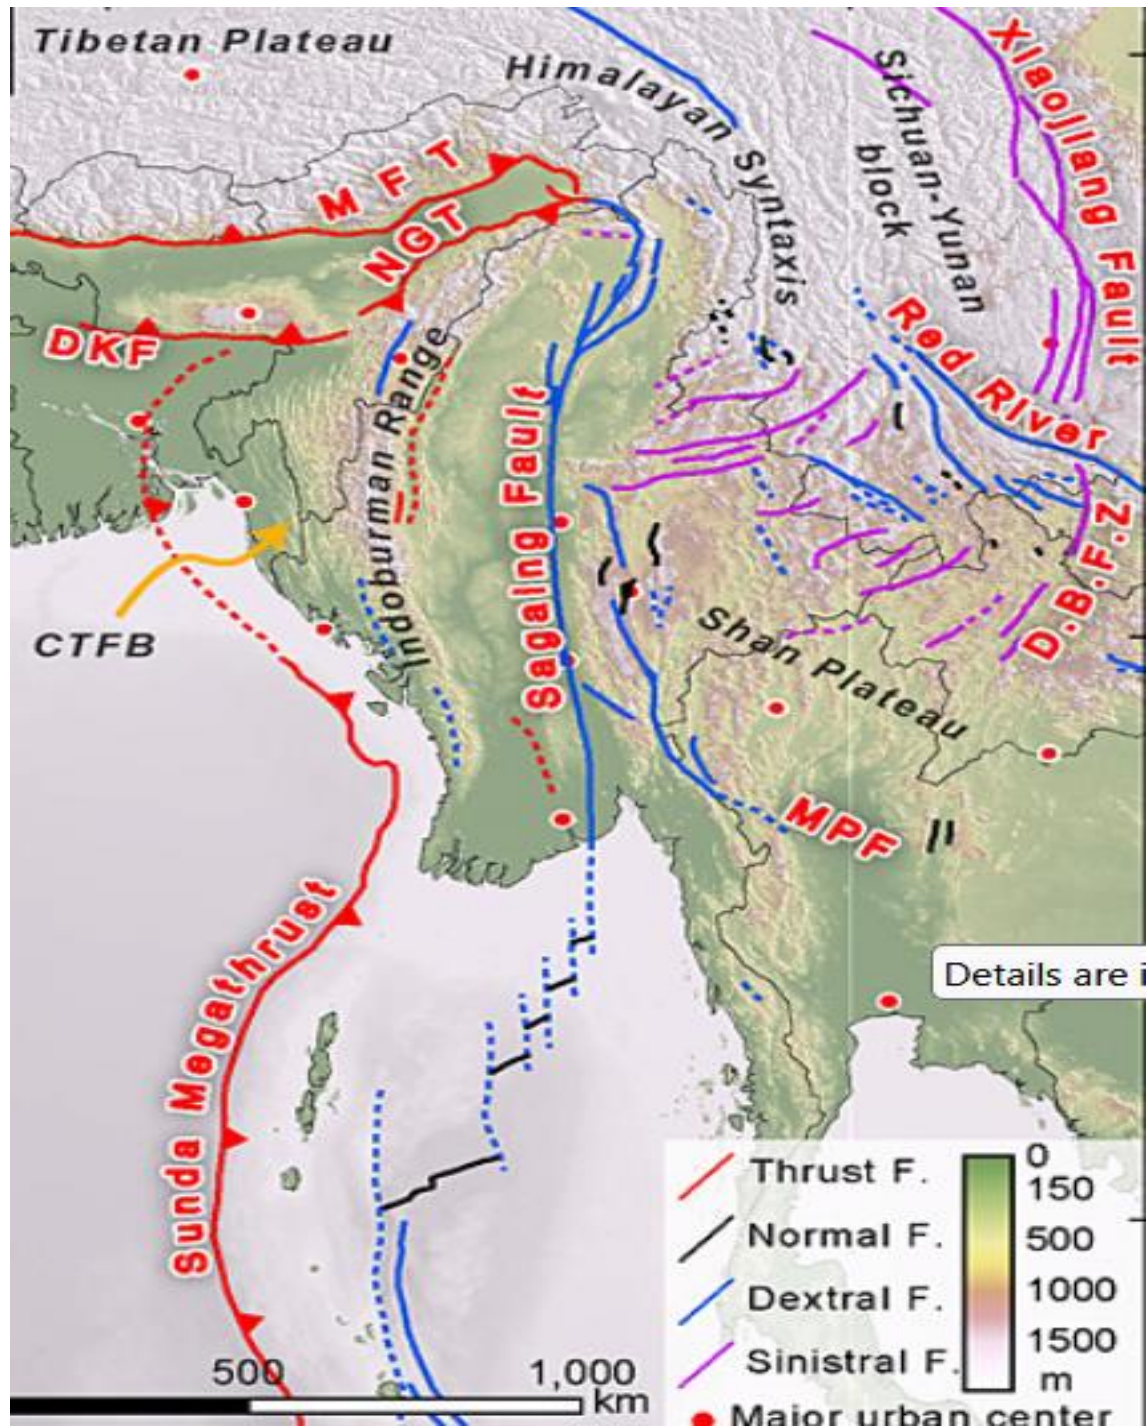 Tibetan Plateau
Himalayan Syntaxis
Sichuan-Yunan
block
Xiaojiang Fault
MFT
NGT
DKF
Red River
Indoburman Range
Sagaing Fault
D.B.F.Z
CTFB
Shan Plateau
MPF
Sunda Megathrust
Details are i
Thrust F.
Normal F.
Dextral F.
Sinistral F.
Major urban center
0
150
500
1000
1500
m
500
1,000
km